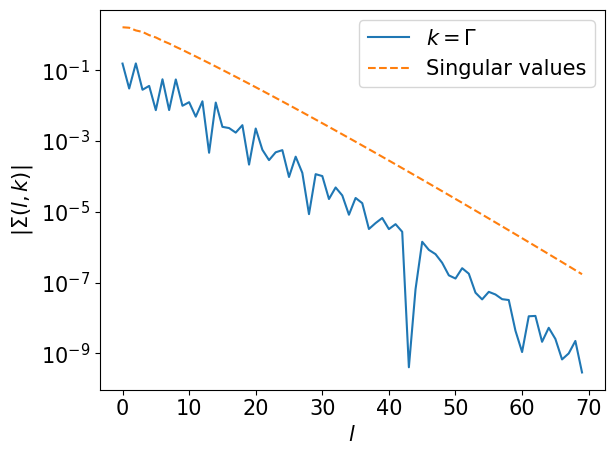 k = Γ
Singular values
|Σ(l, k)|
10⁻¹
10⁻³
10⁻⁵
10⁻⁷
10⁻⁹
0 10 20 30 40 50 60 70
l